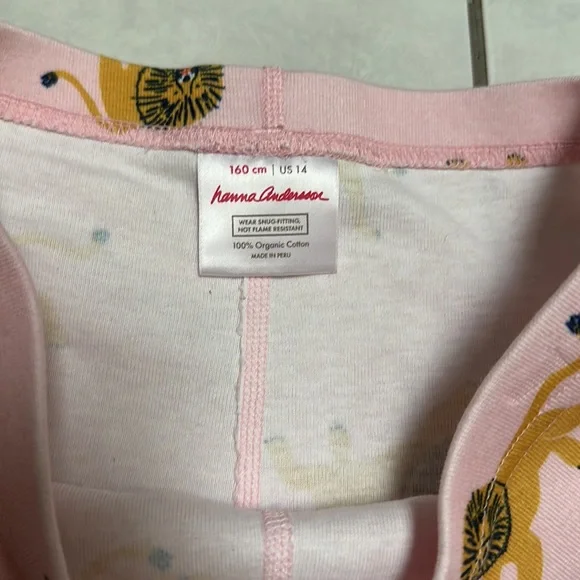 160 cm | US 14
hanna Andersson
WEAR SNUG-FITTING,
NOT FLAME RESISTANT
100% Organic Cotton
MADE IN PERU